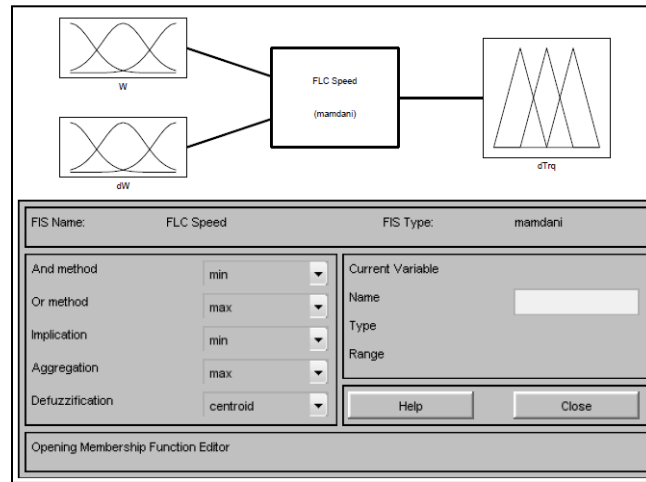 W
FLC Speed
(mamdani)
dW
dTrq
FIS Name: FLC Speed FIS Type: mamdani
And method min
Or method max
Implication min
Aggregation max
Defuzzification centroid
Current Variable
Name
Type
Range
Help Close
Opening Membership Function Editor